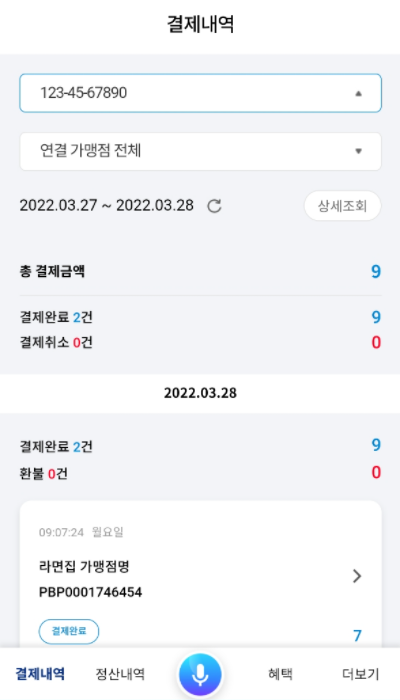 결제내역
123-45-67890
연결 가맹점 전체
2022.03.27 ~ 2022.03.28
상세조회
총 결제금액 9
결제완료 2건 9
결제취소 0건 0
2022.03.28
결제완료 2건 9
환불 0건 0
09:07:24 월요일
라면집 가맹점명
PBP0001746454
결제완료 7
결제내역 정산내역 혜택 더보기